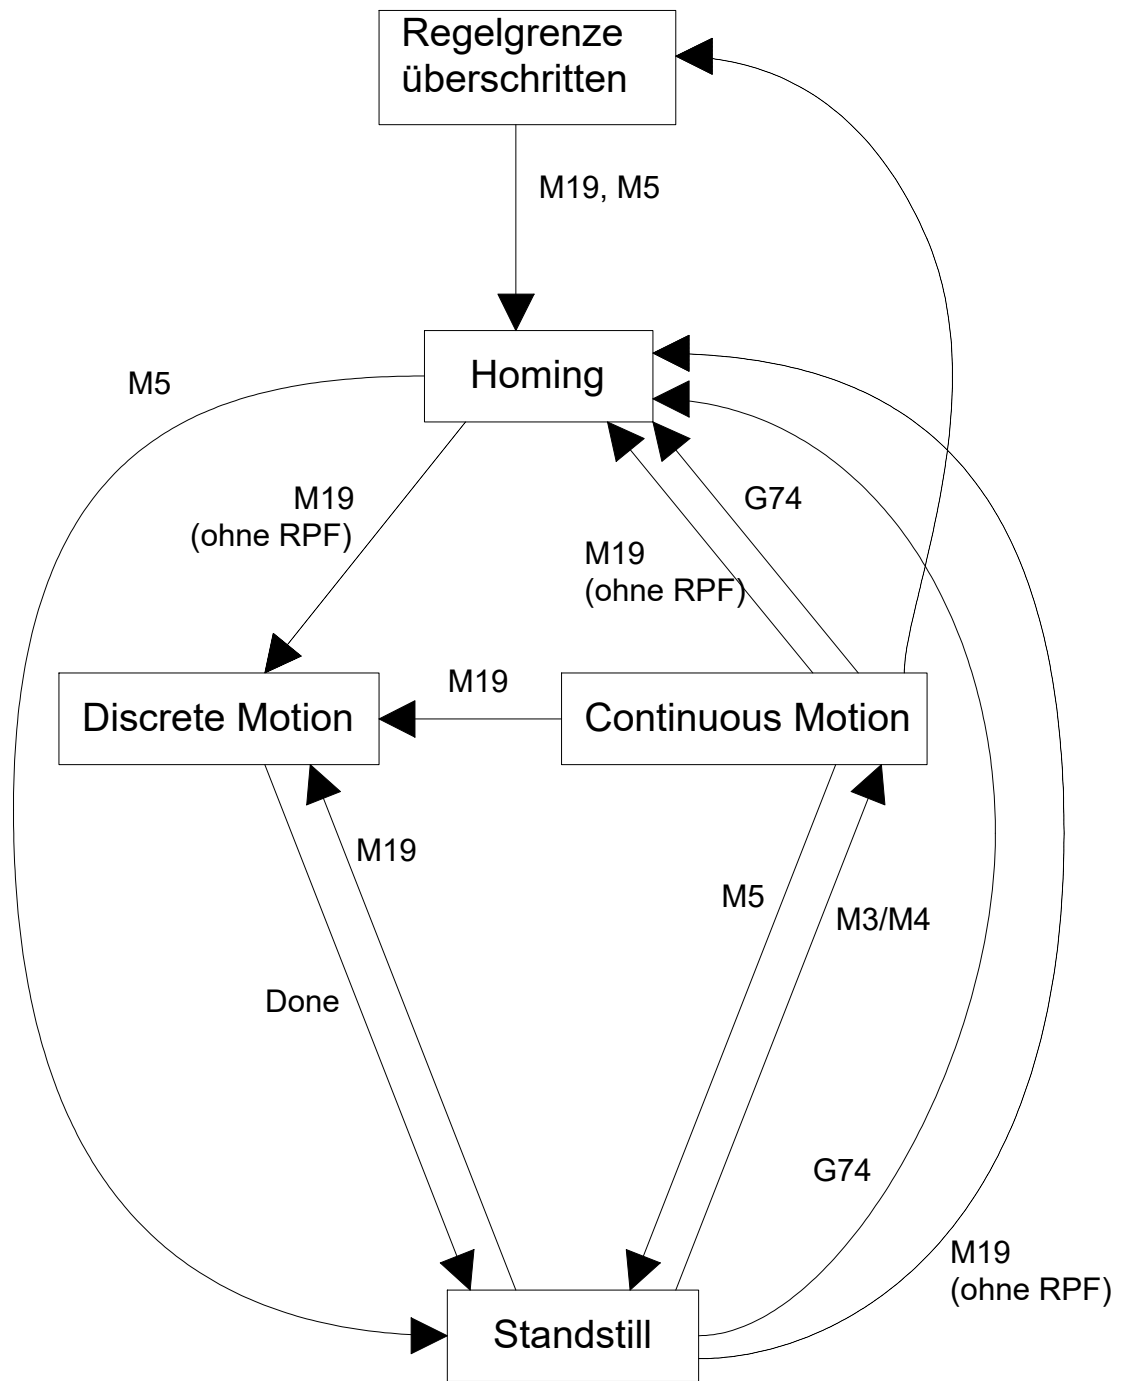 Regelgrenze
überschritten
M19, M5
Homing
M5
M19
(ohne RPF)
G74
M19
(ohne RPF)
M19
Discrete Motion
Continuous Motion
M19
M5
M3/M4
Done
G74
M19
(ohne RPF)
Standstill